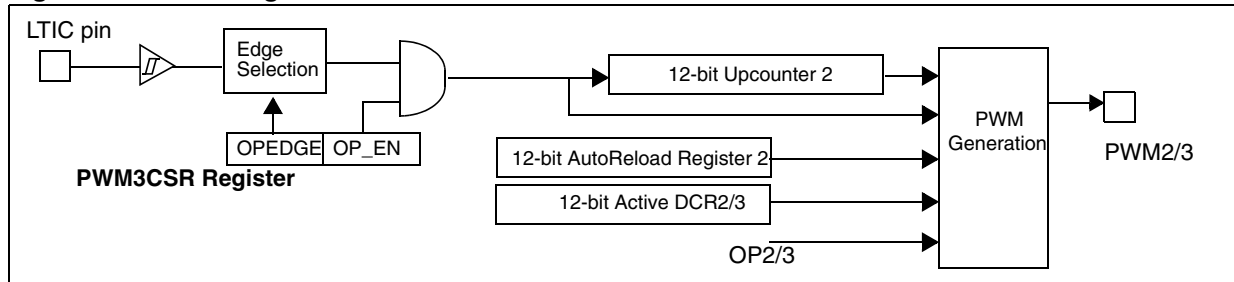 LTIC pin
Edge
Selection
12-bit Upcounter 2
PWM
Generation
OPEDGE OP_EN
PWM3CSR Register
12-bit AutoReload Register 2
PWM2/3
12-bit Active DCR2/3
OP2/3